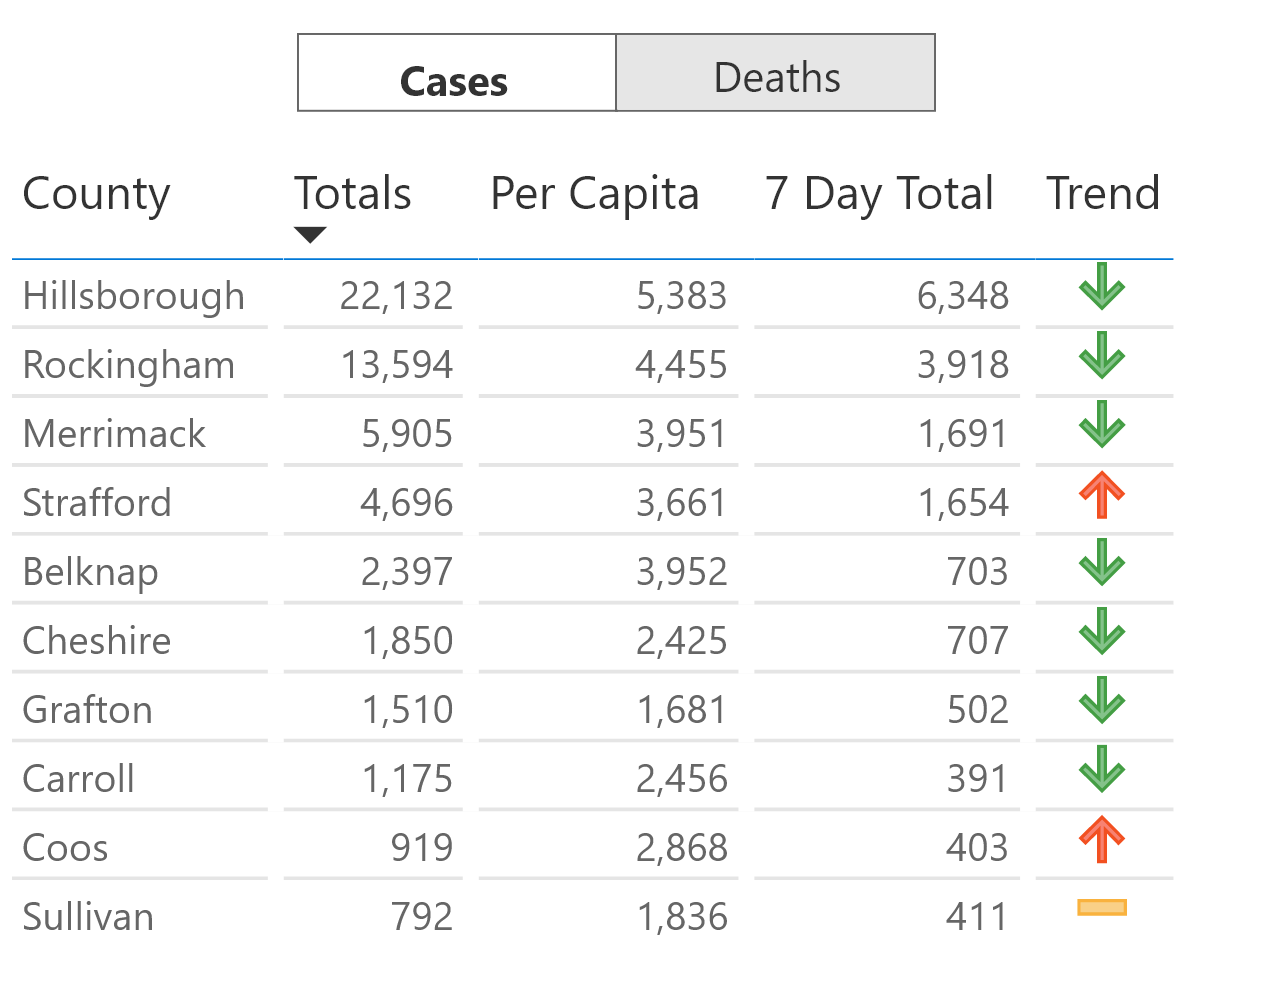 Cases Deaths
County Totals Per Capita 7 Day Total Trend
Hillsborough 22,132 5,383 6,348
Rockingham 13,594 4,455 3,918
Merrimack 5,905 3,951 1,691
Strafford 4,696 3,661 1,654
Belknap 2,397 3,952 703
Cheshire 1,850 2,425 707
Grafton 1,510 1,681 502
Carroll 1,175 2,456 391
Coos 919 2,868 403
Sullivan 792 1,836 411